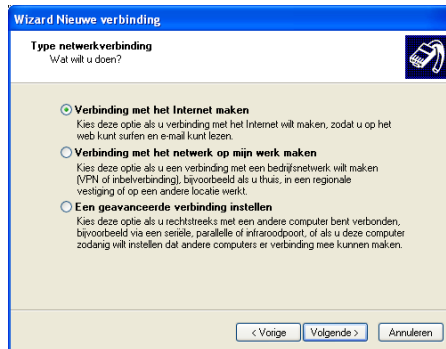 Wizard Nieuwe verbinding
Type netwerkverbinding
Wat wilt u doen?
Verbinding met het Internet maken
Kies deze optie als u verbinding met het Internet wilt maken, zodat u op het
web kunt surfen en e-mail kunt lezen.
Verbinding met het netwerk op mijn werk maken
Kies deze optie als u een verbinding met een bedrijfsnetwerk wilt maken
(VPN of inbelverbinding), bijvoorbeeld als u thuis, in een regionale
vestiging of op een andere locatie werkt.
Een geavanceerde verbinding instellen
Kies deze optie als u rechtstreeks met een andere computer bent verbonden,
bijvoorbeeld via een seriële, parallelle of infraroodpoort, of als u deze computer
zodanig wilt instellen dat andere computers er verbinding mee kunnen maken.
< Vorige Volgende > Annuleren